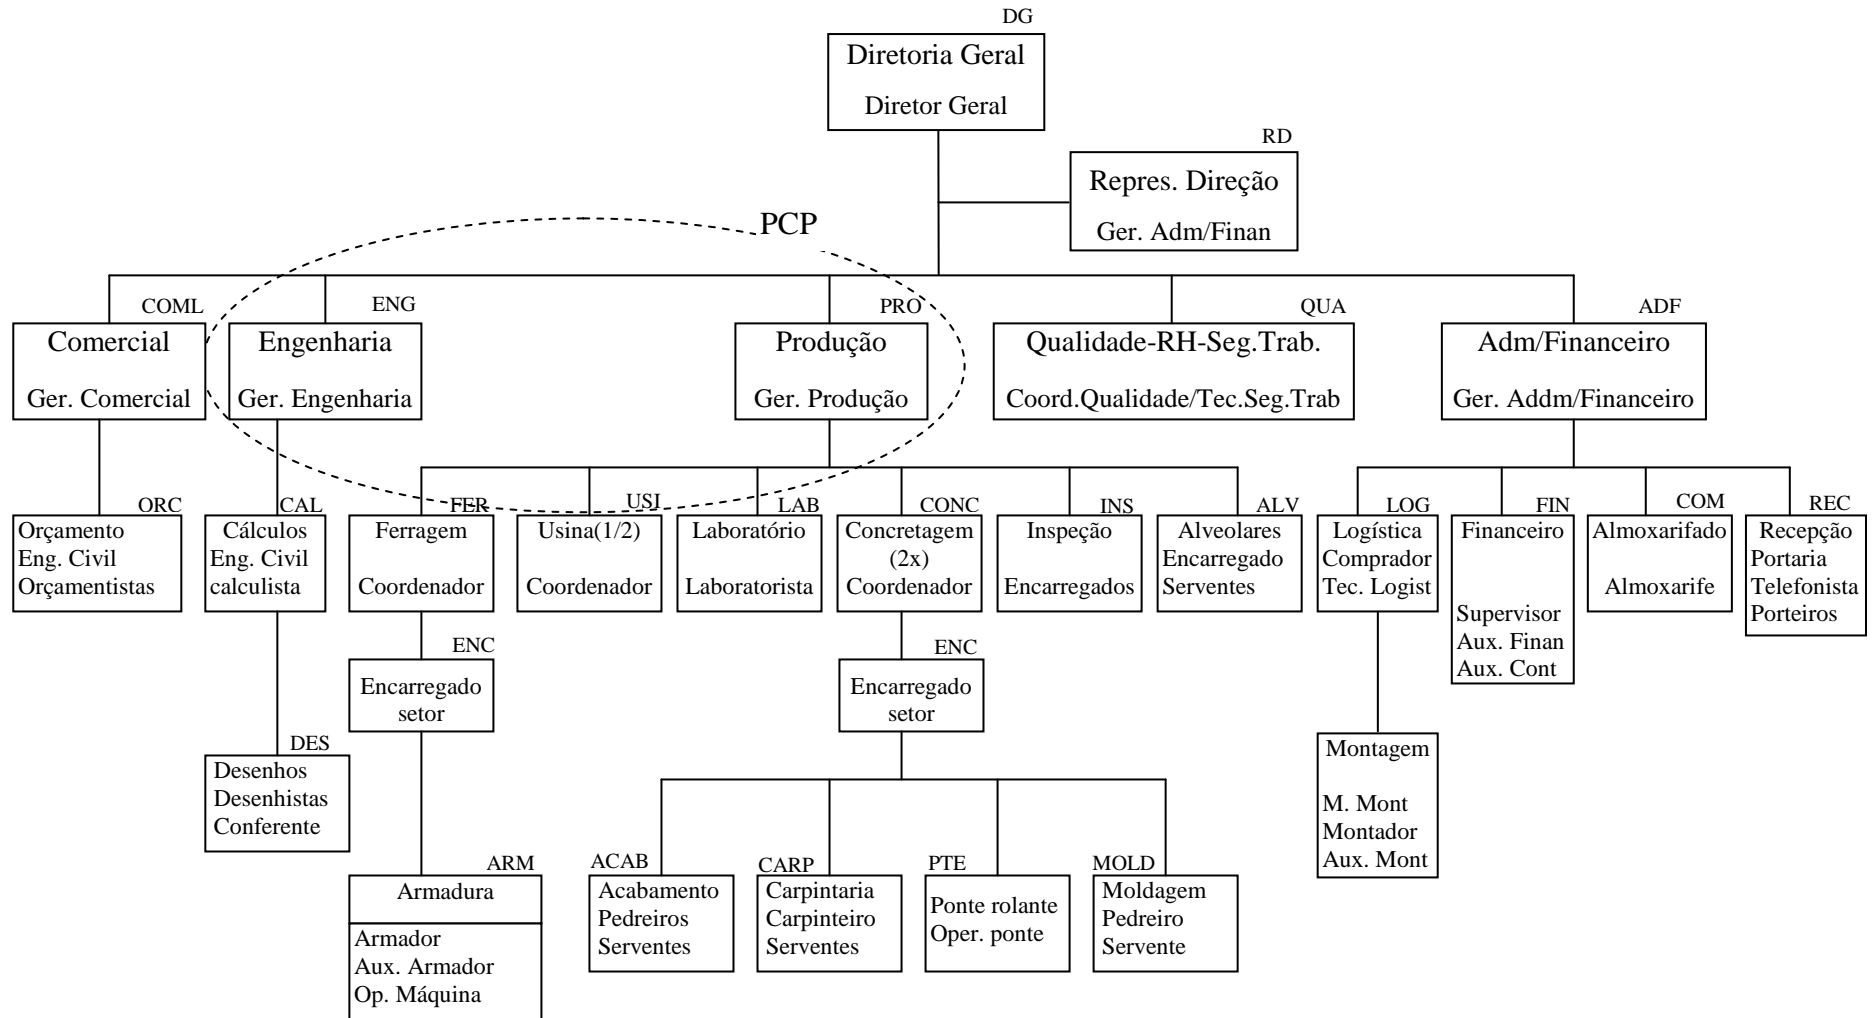 DG
Diretoria Geral
Diretor Geral
RD
Repres. Direção
Ger. Adm/Finan
PCP
COML
Comercial
Ger. Comercial
ENG
Engenharia
Ger. Engenharia
PRO
Produção
Ger. Produção
QUA
Qualidade-RH-Seg.Trab.
Coord.Qualidade/Tec.Seg.Trab
ADF
Adm/Financeiro
Ger. Addm/Financeiro
ORC
Orçamento
Eng. Civil
Orçamentistas
CAL
Cálculos
Eng. Civil
calculista
FER
Ferragem
Coordenador
USI
Usina(1/2)
Coordenador
LAB
Laboratório
Laboratorista
CONC
Concretagem
(2x)
Coordenador
INS
Inspeção
Encarregados
ALV
Alveolares
Encarregado
Serventes
LOG
Logística
Comprador
Tec. Logist
FIN
Financeiro
Supervisor
Aux. Finan
Aux. Cont
COM
Almoxarifado
Almoxarife
REC
Recepção
Portaria
Telefonista
Porteiros
ENC
Encarregado
setor
ENC
Encarregado
setor
DES
Desenhos
Desenhistas
Conferente
Montagem
M. Mont
Montador
Aux. Mont
ARM
Armadura
Armador
Aux. Armador
Op. Máquina
ACAB
Acabamento
Pedreiros
Serventes
CARP
Carpintaria
Carpinteiro
Serventes
PTE
Ponte rolante
Oper. ponte
MOLD
Moldagem
Pedreiro
Servente